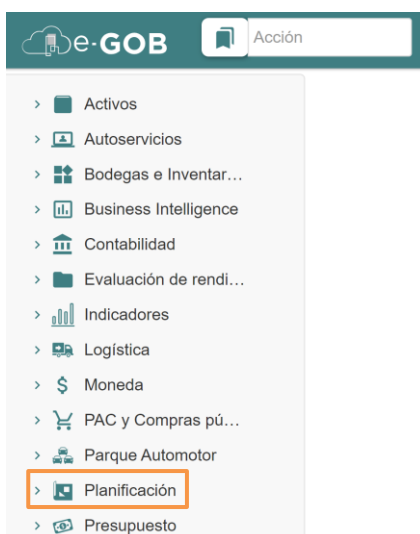 e-GOB
Acción
Activos
Autoservicios
Bodegas e Inventar...
Business Intelligence
Contabilidad
Evaluación de rendi...
Indicadores
Logística
Moneda
PAC y Compras pú...
Parque Automotor
Planificación
Presupuesto